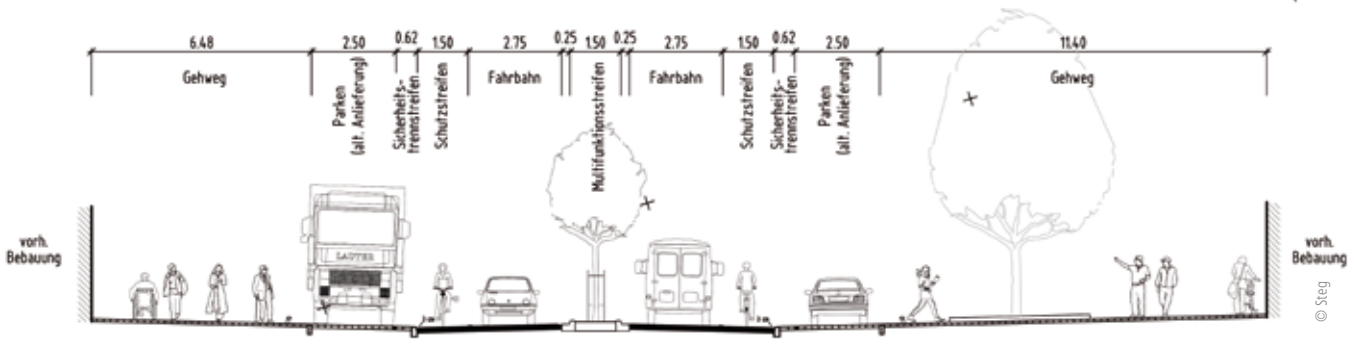 6.48 2.50 0.62 1.50 2.75 0.25 1.50 0.25 2.75 1.50 0.62 2.50 11.40
Gehweg
Parken
(alt. Anlieferung)
Sicherheits-
trennstreifen
Schutzstreifen
Fahrbahn
Multifunktionsstreifen
Fahrbahn
Schutzstreifen
Sicherheits-
trennstreifen
Parken
(alt. Anlieferung)
Gehweg
vorh.
Bebauung
LAUTER
vorh.
Bebauung
© Steg